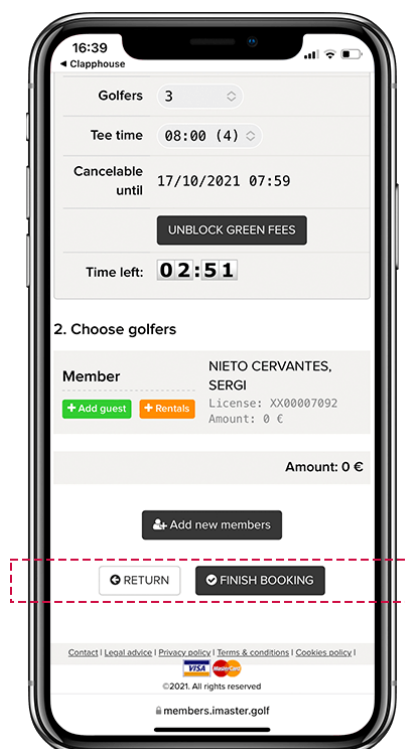 16:39
◀ Clapphouse
Golfers 3
Tee time 08:00 (4)
Cancelable until 17/10/2021 07:59
UNBLOCK GREEN FEES
Time left: 02:51
2. Choose golfers
Member
NIETO CERVANTES, SERGI
+ Add guest + Rentals
License: XX00007092
Amount: 0 €
Amount: 0 €
Add new members
RETURN FINISH BOOKING
Contact | Legal advice | Privacy policy | Terms & conditions | Cookies policy |
VISA MasterCard
©2021. All rights reserved
members.imaster.golf